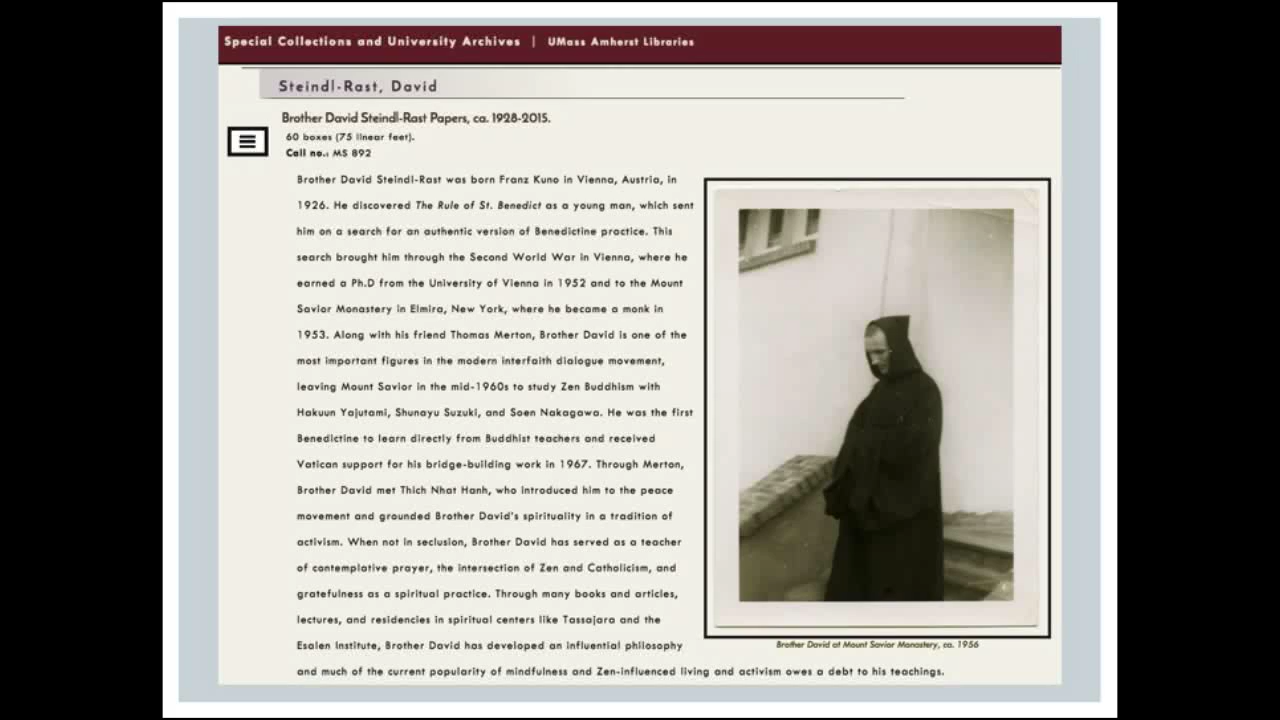 Special Collections and University Archives | UMass Amherst Libraries
Steindl-Rast, David
Brother David Steindl-Rast Papers, ca. 1928-2015.
60 boxes (75 linear feet).
Call no.: MS 892
Brother David Steindl-Rast was born Franz Kuno in Vienna, Austria, in
1926. He discovered The Rule of St. Benedict as a young man, which sent
him on a search for an authentic version of Benedictine practice. This
search brought him through the Second World War in Vienna, where he
earned a Ph.D from the University of Vienna in 1952 and to the Mount
Savior Monastery in Elmira, New York, where he became a monk in
1953. Along with his friend Thomas Merton, Brother David is one of the
most important figures in the modern interfaith dialogue movement,
leaving Mount Savior in the mid-1960s to study Zen Buddhism with
Hakuun Yajutami, Shunayu Suzuki, and Soen Nakagawa. He was the first
Benedictine to learn directly from Buddhist teachers and received
Vatican support for his bridge-building work in 1967. Through Merton,
Brother David met Thich Nhat Hanh, who introduced him to the peace
movement and grounded Brother David's spirituality in a tradition of
activism. When not in seclusion, Brother David has served as a teacher
of contemplative prayer, the intersection of Zen and Catholicism, and
gratefulness as a spiritual practice. Through many books and articles,
lectures, and residencies in spiritual centers like Tassajara and the
Esalen Institute, Brother David has developed an influential philosophy
and much of the current popularity of mindfulness and Zen-influenced living and activism owes a debt to his teachings.
Brother David at Mount Savior Monastery, ca. 1956